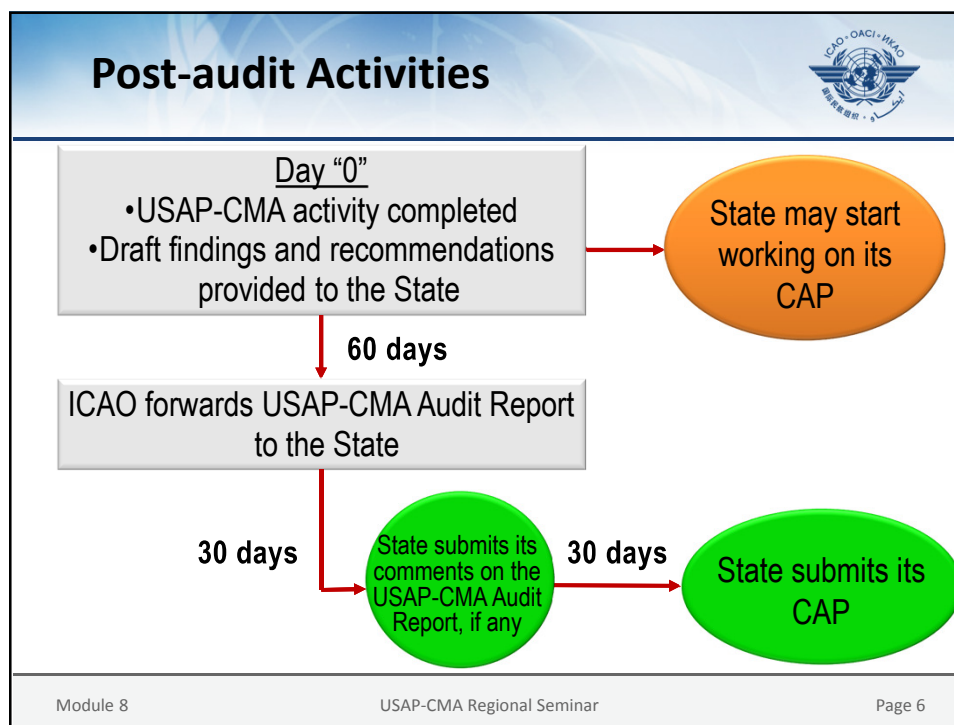 Post-audit Activities
ICAO • OACI • ИКАО
Day “0”
•USAP-CMA activity completed
•Draft findings and recommendations
provided to the State
State may start
working on its
CAP
60 days
ICAO forwards USAP-CMA Audit Report
to the State
30 days
State submits its
comments on the
USAP-CMA Audit
Report, if any
30 days
State submits its
CAP
Module 8
USAP-CMA Regional Seminar
Page 6